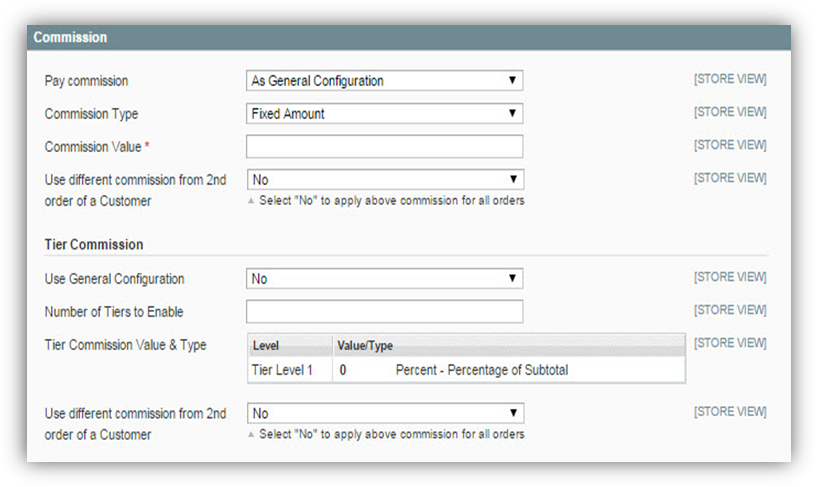 Commission
Pay commission As General Configuration [STORE VIEW]
Commission Type Fixed Amount [STORE VIEW]
Commission Value * [STORE VIEW]
Use different commission from 2nd No [STORE VIEW]
order of a Customer Select "No" to apply above commission for all orders
Tier Commission
Use General Configuration No [STORE VIEW]
Number of Tiers to Enable [STORE VIEW]
Tier Commission Value & Type Level Value/Type [STORE VIEW]
Tier Level 1 0 Percent - Percentage of Subtotal
Use different commission from 2nd No [STORE VIEW]
order of a Customer Select "No" to apply above commission for all orders